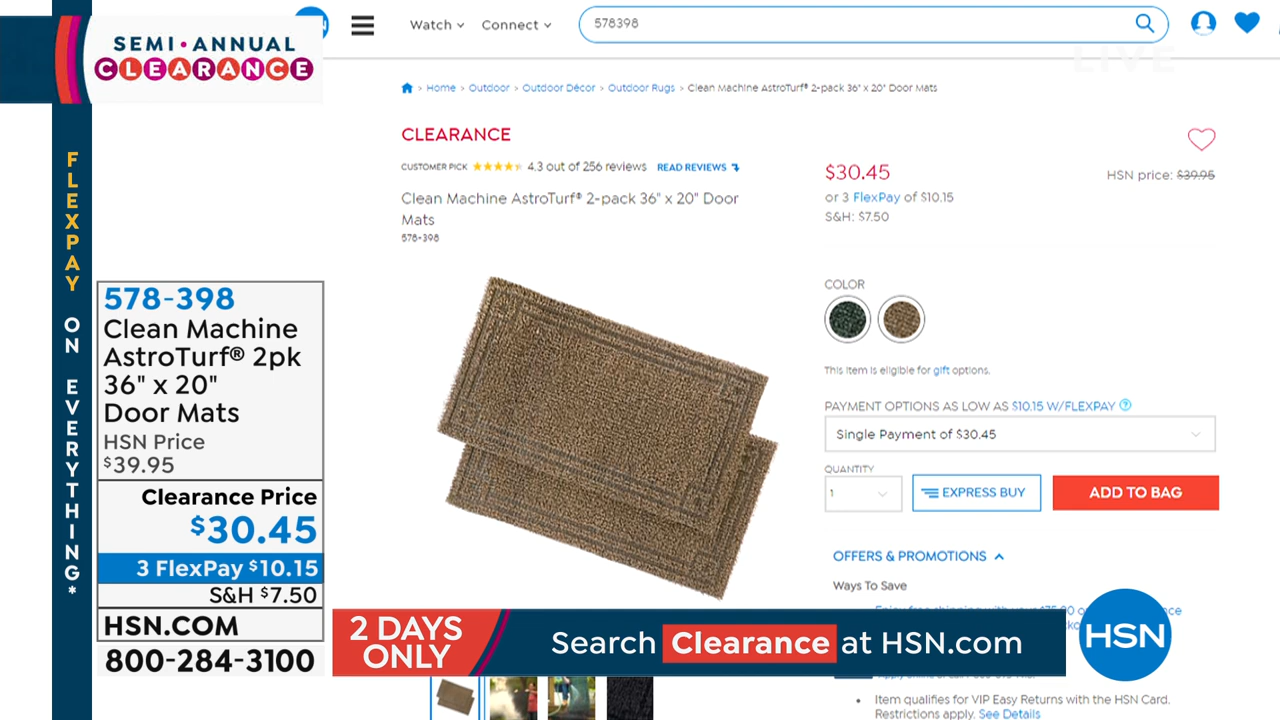 SEMI•ANNUAL
CLEARANCE
FLEXPAY ON EVERYTHING*
578-398
Clean Machine
AstroTurf® 2pk
36" x 20"
Door Mats
HSN Price
$39.95
Clearance Price
$30.45
3 FlexPay $10.15
S&H $7.50
HSN.COM
800-284-3100
Watch
Connect
578398
LIVE
> Home > Outdoor > Outdoor Décor > Outdoor Rugs > Clean Machine AstroTurf® 2-pack 36" x 20" Door Mats
CLEARANCE
CUSTOMER PICK 4.3 out of 256 reviews READ REVIEWS
Clean Machine AstroTurf® 2-pack 36" x 20" Door
Mats
578-398
$30.45
HSN price: $39.95
or 3 FlexPay of $10.15
S&H: $7.50
COLOR
This item is eligible for gift options.
PAYMENT OPTIONS AS LOW AS $10.15 W/FLEXPAY ?
Single Payment of $30.45
QUANTITY
1
EXPRESS BUY
ADD TO BAG
OFFERS & PROMOTIONS
Ways To Save
2 DAYS
ONLY
Search Clearance at HSN.com
HSN
• Item qualifies for VIP Easy Returns with the HSN Card.
Restrictions apply. See Details